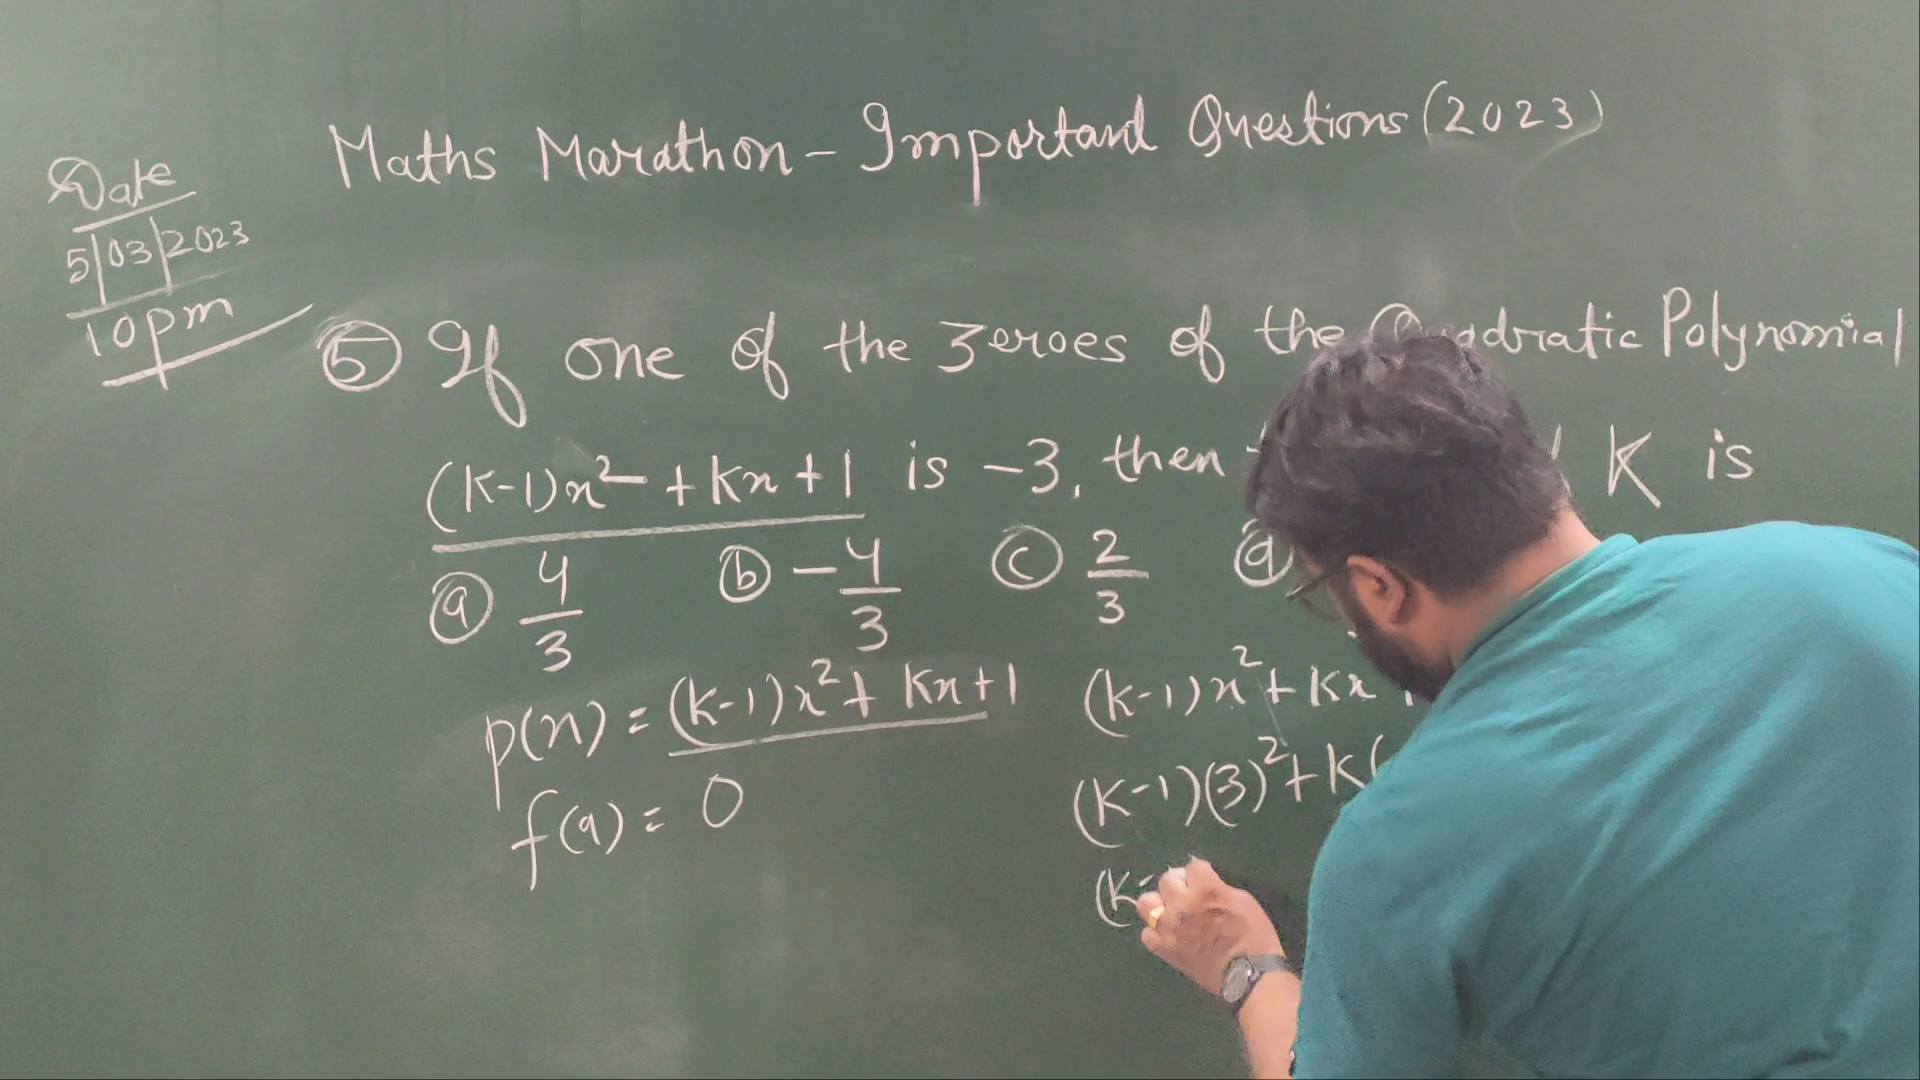 Maths Marathon - Important Questions (2023)
Date
5/03/2023
10pm
5 If one of the Zeroes of the Quadratic Polynomial
(K-1)x² + Kx + 1 is -3, then K is
a 4/3 b -4/3 c 2/3 d
p(x) = (k-1)x² + kx + 1
f(a) = 0
(k-1)x² + kx
(k-1)(3)² + k(
(k-